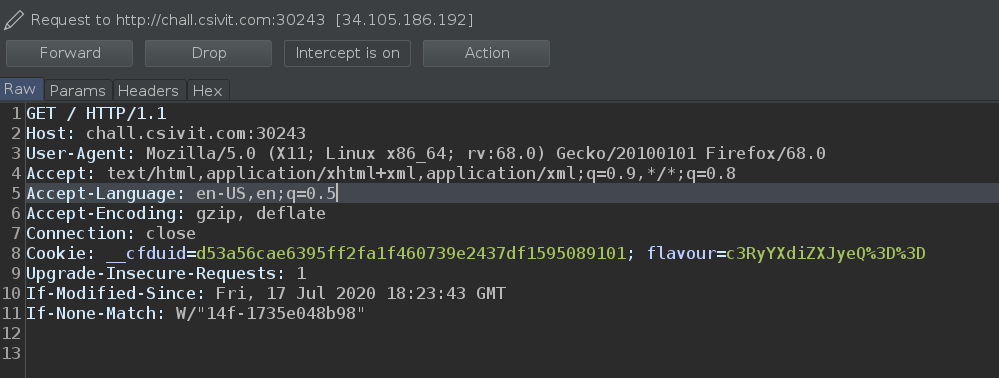 Request to http://chall.csivit.com:30243 [34.105.186.192]
Forward Drop Intercept is on Action
Raw Params Headers Hex
1 GET / HTTP/1.1
2 Host: chall.csivit.com:30243
3 User-Agent: Mozilla/5.0 (X11; Linux x86_64; rv:68.0) Gecko/20100101 Firefox/68.0
4 Accept: text/html,application/xhtml+xml,application/xml;q=0.9,*/*;q=0.8
5 Accept-Language: en-US,en;q=0.5
6 Accept-Encoding: gzip, deflate
7 Connection: close
8 Cookie: __cfduid=d53a56cae6395ff2fa1f460739e2437df1595089101; flavour=c3RyYXdiZXJyeQ%3D%3D
9 Upgrade-Insecure-Requests: 1
10 If-Modified-Since: Fri, 17 Jul 2020 18:23:43 GMT
11 If-None-Match: W/"14f-1735e048b98"
12
13